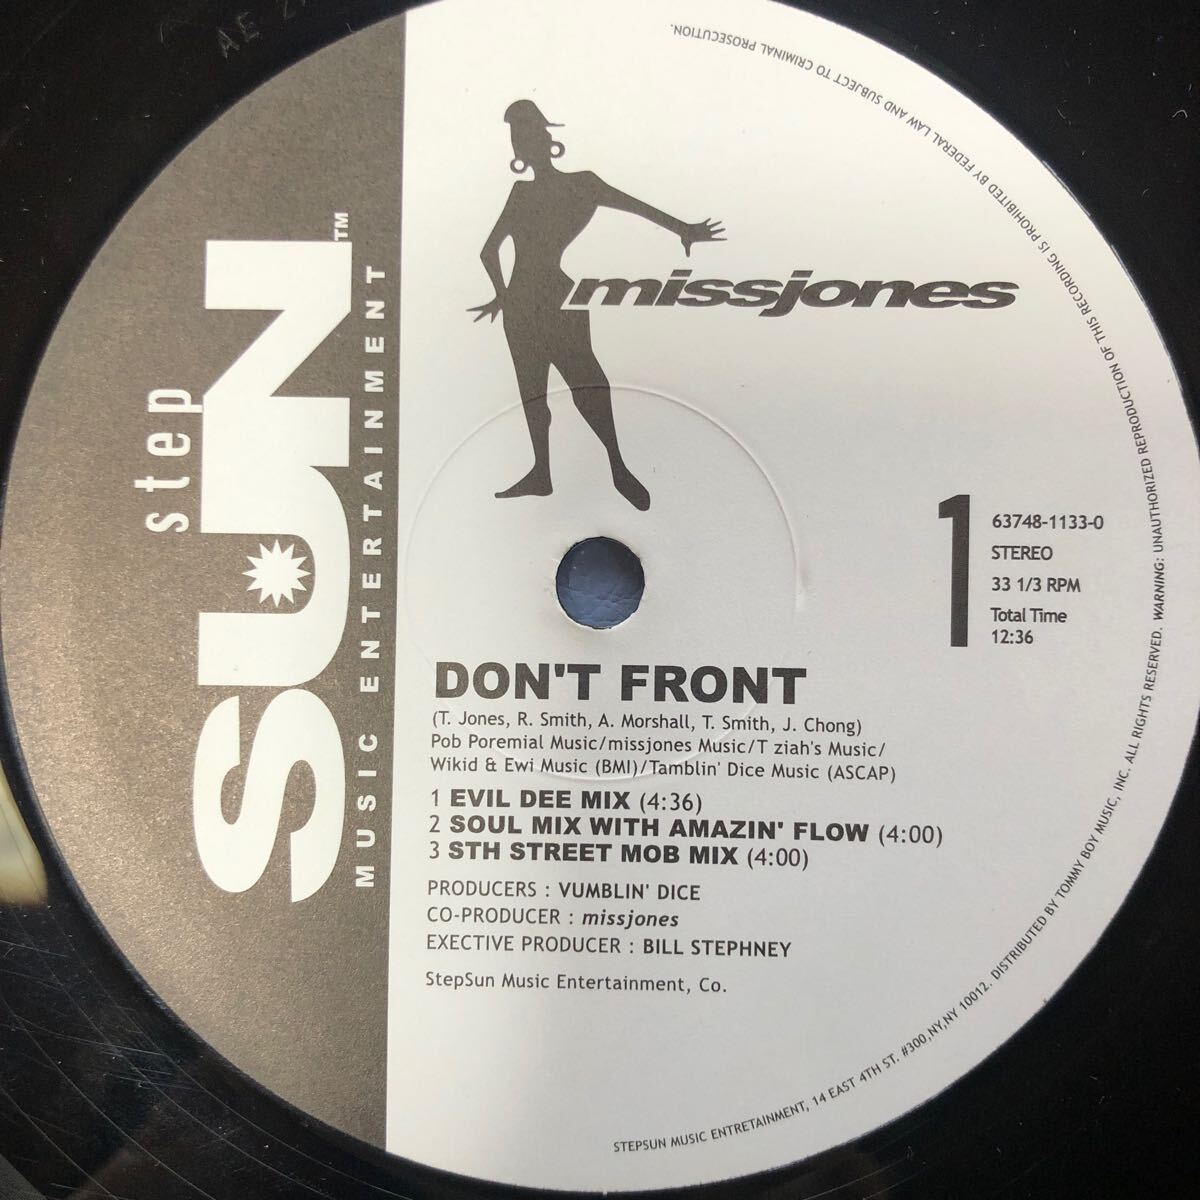 step
SUN™
MUSIC ENTERTAINMENT
missjones
1
63748-1133-0
STEREO
33 1/3 RPM
Total Time
12:36
DON'T FRONT
(T. Jones, R. Smith, A. Morshall, T. Smith, J. Chong)
Pob Poremial Music/missjones Music/T ziah's Music/
Wikid & Ewi Music (BMI)/Tamblin' Dice Music (ASCAP)
1 EVIL DEE MIX (4:36)
2 SOUL MIX WITH AMAZIN' FLOW (4:00)
3 STH STREET MOB MIX (4:00)
PRODUCERS : VUMBLIN' DICE
CO-PRODUCER : missjones
EXECTIVE PRODUCER : BILL STEPHNEY
StepSun Music Entertainment, Co.
STEPSUN MUSIC ENTRETAINMENT, 14 EAST 4TH ST. #300,NY,NY 10012. DISTRIBUTED BY TOMMY BOY MUSIC, INC. ALL RIGHTS RESERVED. WARNING: UNAUTHORIZED REPRODUCTION OF THIS RECORDING IS PROHIBITED BY FEDERAL LAW AND SUBJECT TO CRIMINAL PROSECUTION.